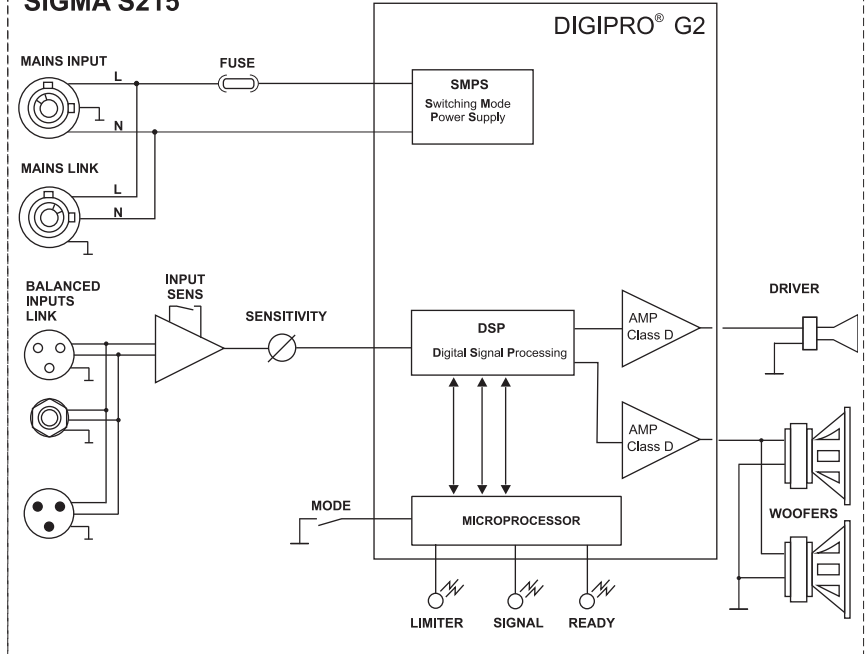 SIGMA S215
DIGIPRO® G2
MAINS INPUT
L
N
FUSE
SMPS
Switching Mode
Power Supply
MAINS LINK
L
N
BALANCED
INPUTS
LINK
INPUT
SENS
SENSITIVITY
DSP
Digital Signal Processing
AMP
Class D
DRIVER
AMP
Class D
WOOFERS
MODE
MICROPROCESSOR
LIMITER
SIGNAL
READY